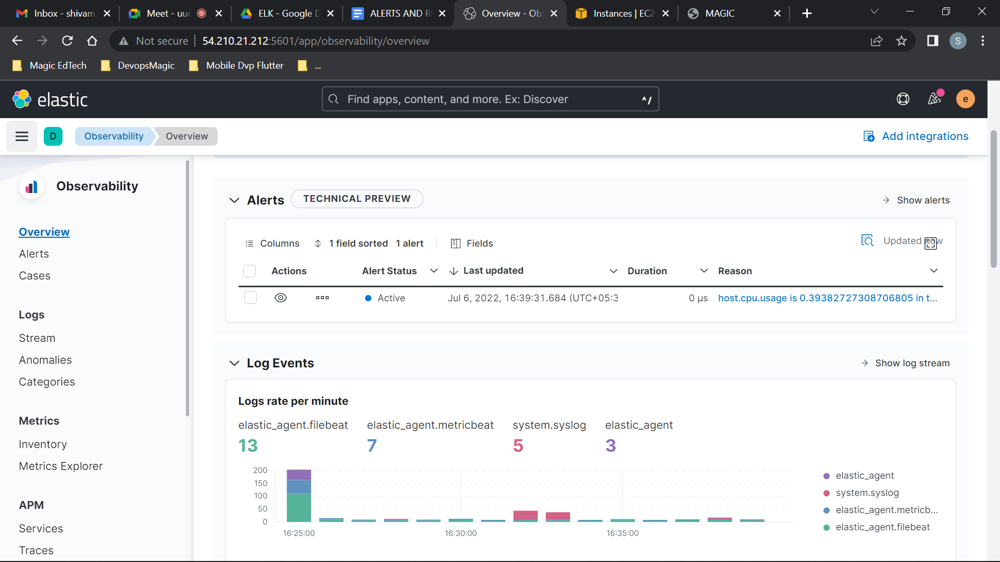 Inbox - shivam.
Meet - uuc
ELK - Google D
ALERTS AND R
Overview - Obs
Instances | EC2
MAGIC
Not secure
54.210.21.212:5601/app/observability/overview
S
Magic EdTech
DevopsMagic
Mobile Dvp Flutter
...
elastic
Find apps, content, and more. Ex: Discover
^/
e
D
Observability
Overview
Add integrations
Observability
Overview
Alerts
Cases
Logs
Stream
Anomalies
Categories
Metrics
Inventory
Metrics Explorer
APM
Services
Traces
Alerts
TECHNICAL PREVIEW
Show alerts
Columns
1 field sorted
1 alert
Fields
Updated now
Actions
Alert Status
Last updated
Duration
Reason
Active
Jul 6, 2022, 16:39:31.684 (UTC+05:3
0 µs
host.cpu.usage is 0.39382727308706805 in t...
Log Events
Show log stream
Logs rate per minute
elastic_agent.filebeat
elastic_agent.metricbeat
system.syslog
elastic_agent
13
7
5
3
200
150
100
50
0
16:25:00
16:30:00
16:35:00
elastic_agent
system.syslog
elastic_agent.metricb...
elastic_agent.filebeat